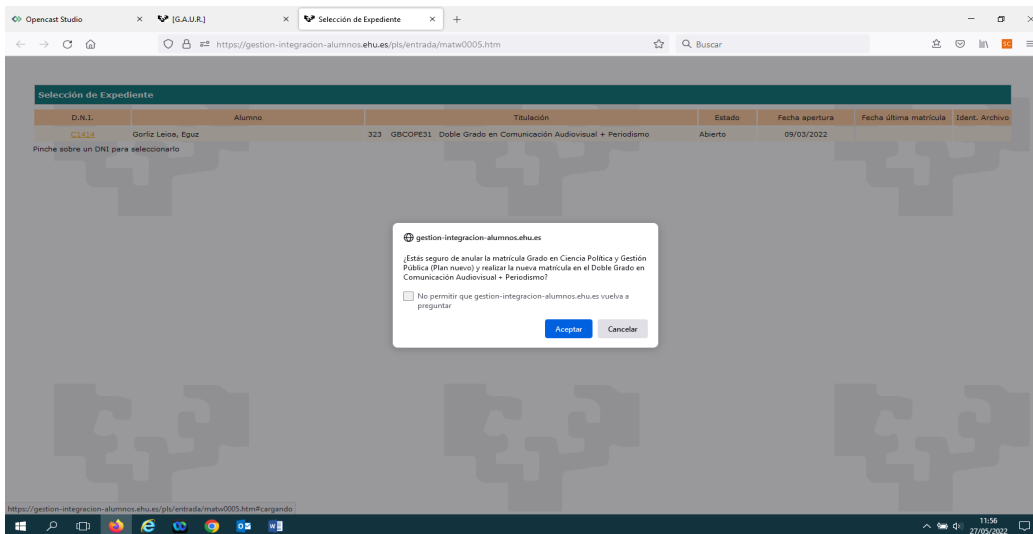 Opencast Studio
[G.A.U.R.]
Selección de Expediente
https://gestion-integracion-alumnos.ehu.es/pls/entrada/matw0005.htm
Buscar
Selección de Expediente
D.N.I. Alumno Titulación Estado Fecha apertura Fecha última matrícula Ident. Archivo
C1414 Gorliz Leioa, Eguz 323 GBCOPE31 Doble Grado en Comunicación Audiovisual + Periodismo Abierto 09/03/2022
Pinche sobre un DNI para seleccionarlo
gestion-integracion-alumnos.ehu.es
¿Estás seguro de anular la matrícula Grado en Ciencia Política y Gestión
Pública (Plan nuevo) y realizar la nueva matrícula en el Doble Grado en
Comunicación Audiovisual + Periodismo?
No permitir que gestion-integracion-alumnos.ehu.es vuelva a
preguntar
Aceptar Cancelar
https://gestion-integracion-alumnos.ehu.es/pls/entrada/matw0005.htm#cargando
11:56
27/05/2022